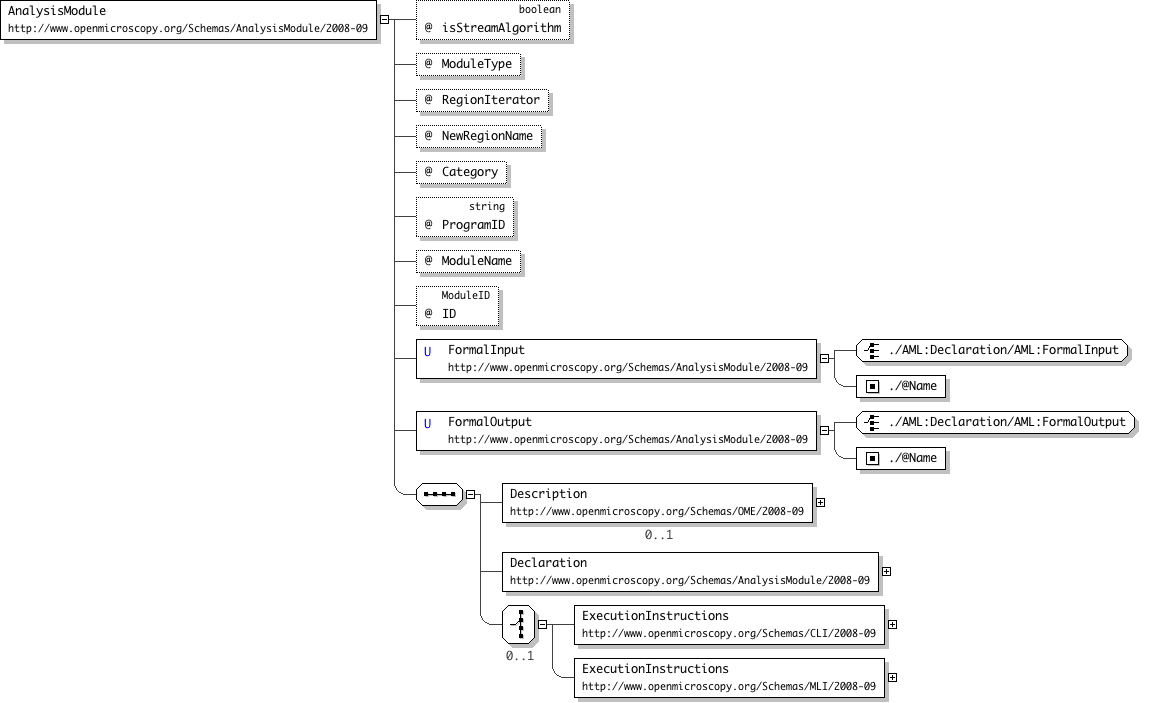 AnalysisModule
http://www.openmicroscopy.org/Schemas/AnalysisModule/2008-09
boolean
@ isStreamAlgorithm
@ ModuleType
@ RegionIterator
@ NewRegionName
@ Category
string
@ ProgramID
@ ModuleName
ModuleID
@ ID
U FormalInput
http://www.openmicroscopy.org/Schemas/AnalysisModule/2008-09
./AML:Declaration/AML:FormalInput
./@Name
U FormalOutput
http://www.openmicroscopy.org/Schemas/AnalysisModule/2008-09
./AML:Declaration/AML:FormalOutput
./@Name
Description
http://www.openmicroscopy.org/Schemas/OME/2008-09
0..1
Declaration
http://www.openmicroscopy.org/Schemas/AnalysisModule/2008-09
0..1
ExecutionInstructions
http://www.openmicroscopy.org/Schemas/CLI/2008-09
ExecutionInstructions
http://www.openmicroscopy.org/Schemas/MLI/2008-09